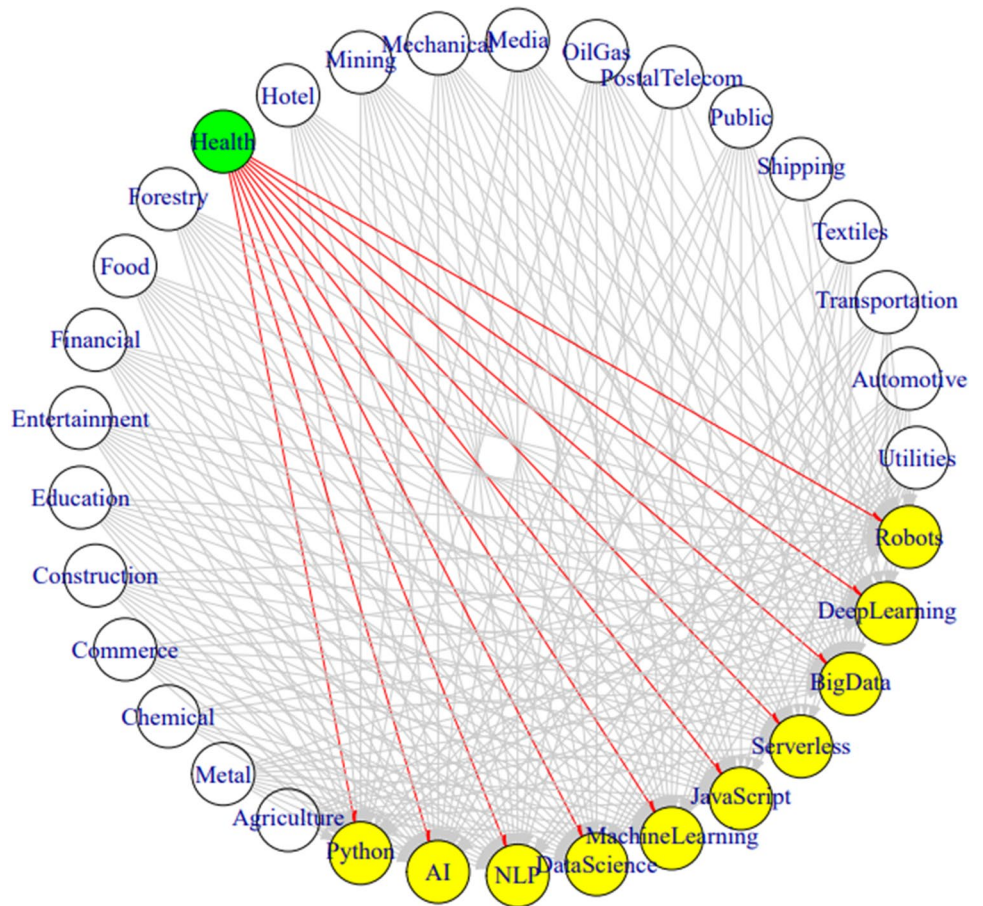 Media
Mechanical
OilGas
Mining
PostalTelecom
Hotel
Public
Health
Shipping
Forestry
Textiles
Food
Transportation
Financial
Automotive
Entertainment
Utilities
Education
Robots
Construction
DeepLearning
Commerce
BigData
Chemical
Serverless
Metal
JavaScript
Agriculture
MachineLearning
Python
DataScience
AI
NLP